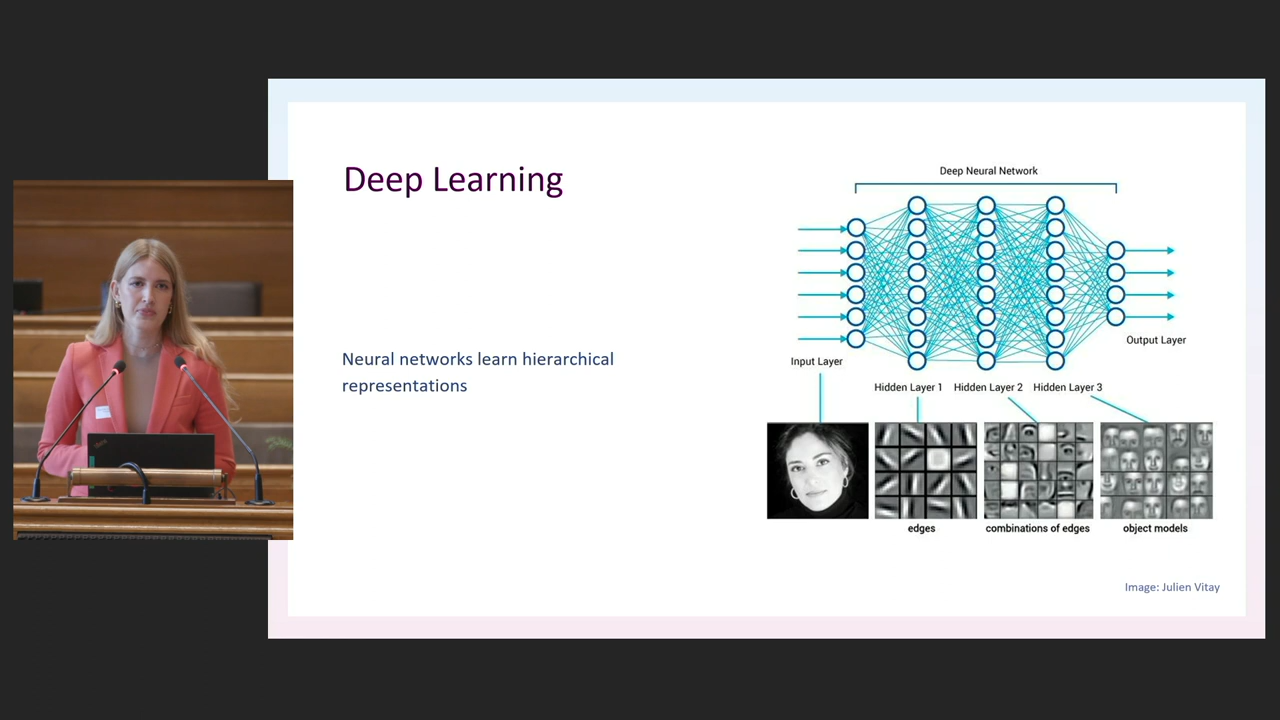 Deep Learning
Neural networks learn hierarchical
representations
Deep Neural Network
Input Layer
Output Layer
Hidden Layer 1
Hidden Layer 2
Hidden Layer 3
edges
combinations of edges
object models
Image: Julien Vitay